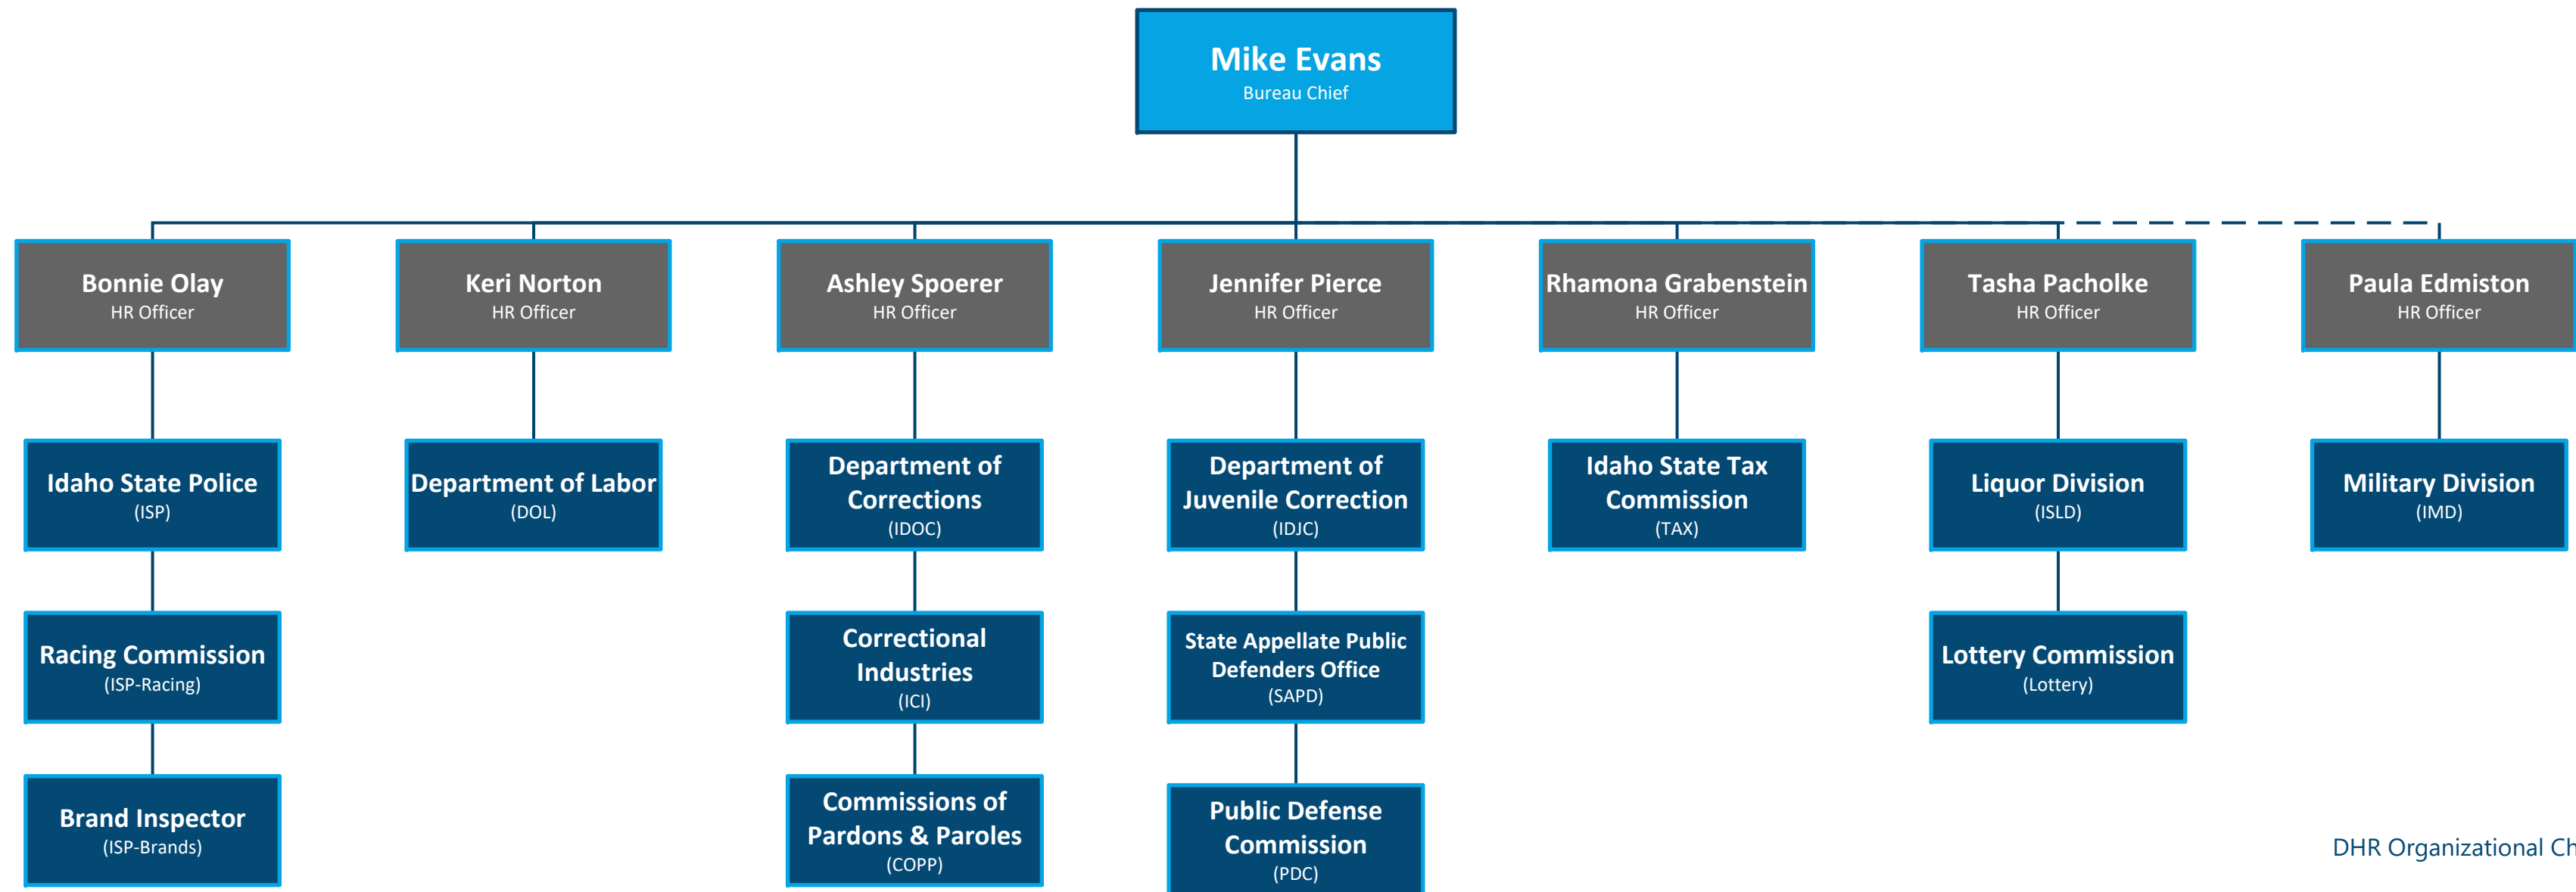 Mike Evans
Bureau Chief
Bonnie Olay
HR Officer
Keri Norton
HR Officer
Ashley Spoerer
HR Officer
Jennifer Pierce
HR Officer
Rhamona Grabenstein
HR Officer
Tasha Pacholke
HR Officer
Paula Edmiston
HR Officer
Idaho State Police
(ISP)
Department of Labor
(DOL)
Department of
Corrections
(IDOC)
Department of
Juvenile Correction
(IDJC)
Idaho State Tax
Commission
(TAX)
Liquor Division
(ISLD)
Military Division
(IMD)
Racing Commission
(ISP-Racing)
Correctional
Industries
(ICI)
State Appellate Public
Defenders Office
(SAPD)
Lottery Commission
(Lottery)
Brand Inspector
(ISP-Brands)
Commissions of
Pardons & Paroles
(COPP)
Public Defense
Commission
(PDC)
DHR Organizational